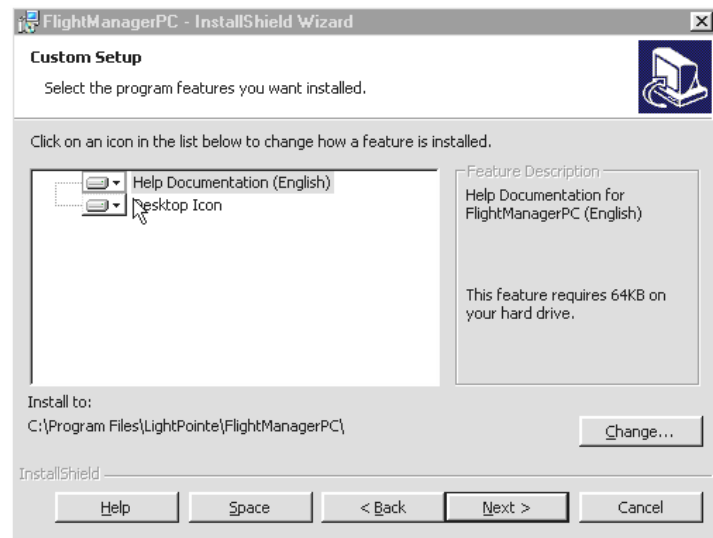 FlightManagerPC - InstallShield Wizard
Custom Setup
Select the program features you want installed.
Click on an icon in the list below to change how a feature is installed.
Help Documentation (English)
Desktop Icon
Feature Description
Help Documentation for
FlightManagerPC (English)
This feature requires 64KB on
your hard drive.
Install to:
C:\Program Files\LightPointe\FlightManagerPC\
Change...
InstallShield
Help Space < Back Next > Cancel